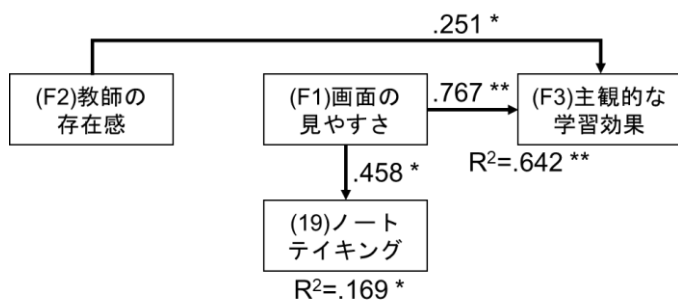 .251 *
(F2)教師の
存在感
(F1)画面の
見やすさ
.767 **
(F3)主観的な
学習効果
R²=.642 **
.458 *
(19)ノート
テイキング
R²=.169 *